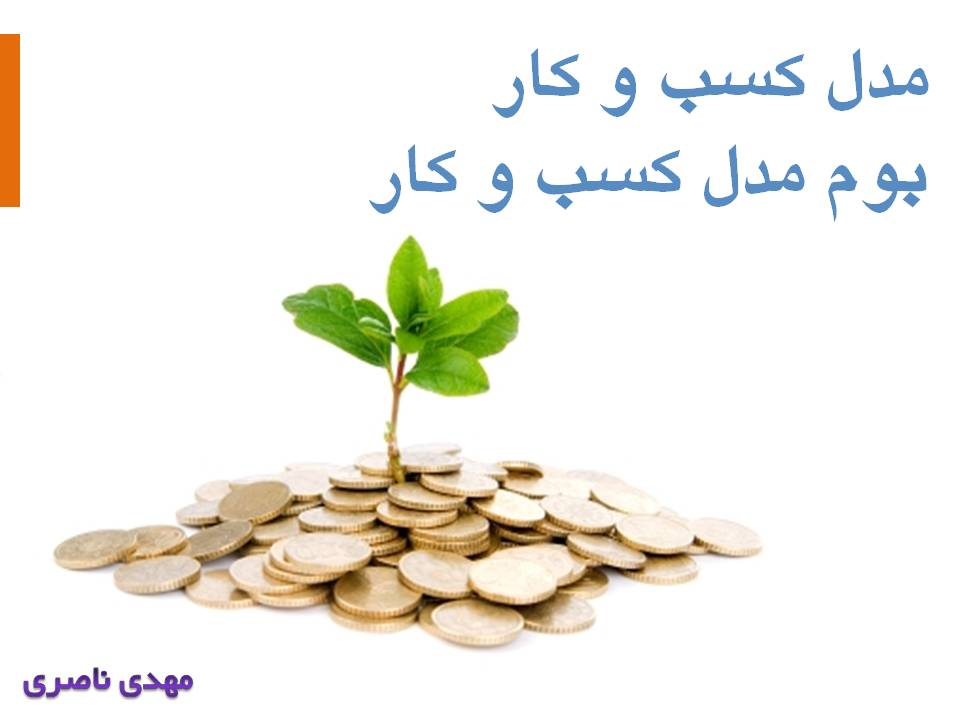 مدل کسب و کار
بوم مدل کسب و کار
مهدی ناصری